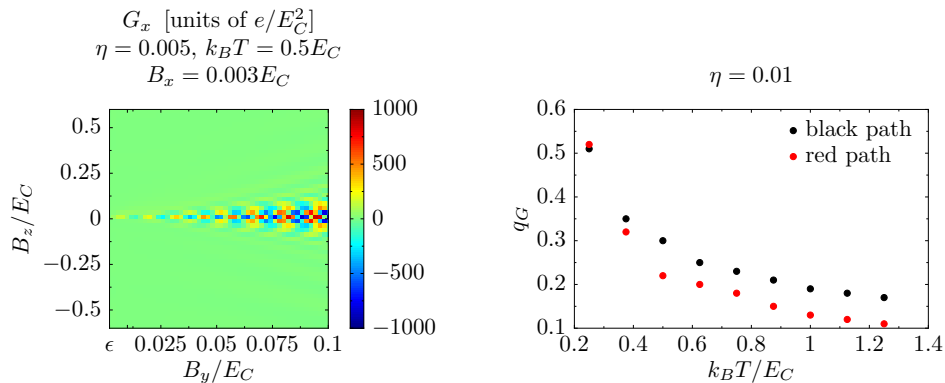 G_x [units of e/E_C^2]
η = 0.005, k_BT = 0.5E_C
B_x = 0.003E_C
B_z/E_C
0.5
0.25
0
−0.25
−0.5
ϵ 0.025 0.05 0.075 0.1
B_y/E_C
1000
500
0
−500
−1000
η = 0.01
q_G
0.6
0.5
0.4
0.3
0.2
0.1
black path
red path
0.2 0.4 0.6 0.8 1 1.2 1.4
k_BT/E_C